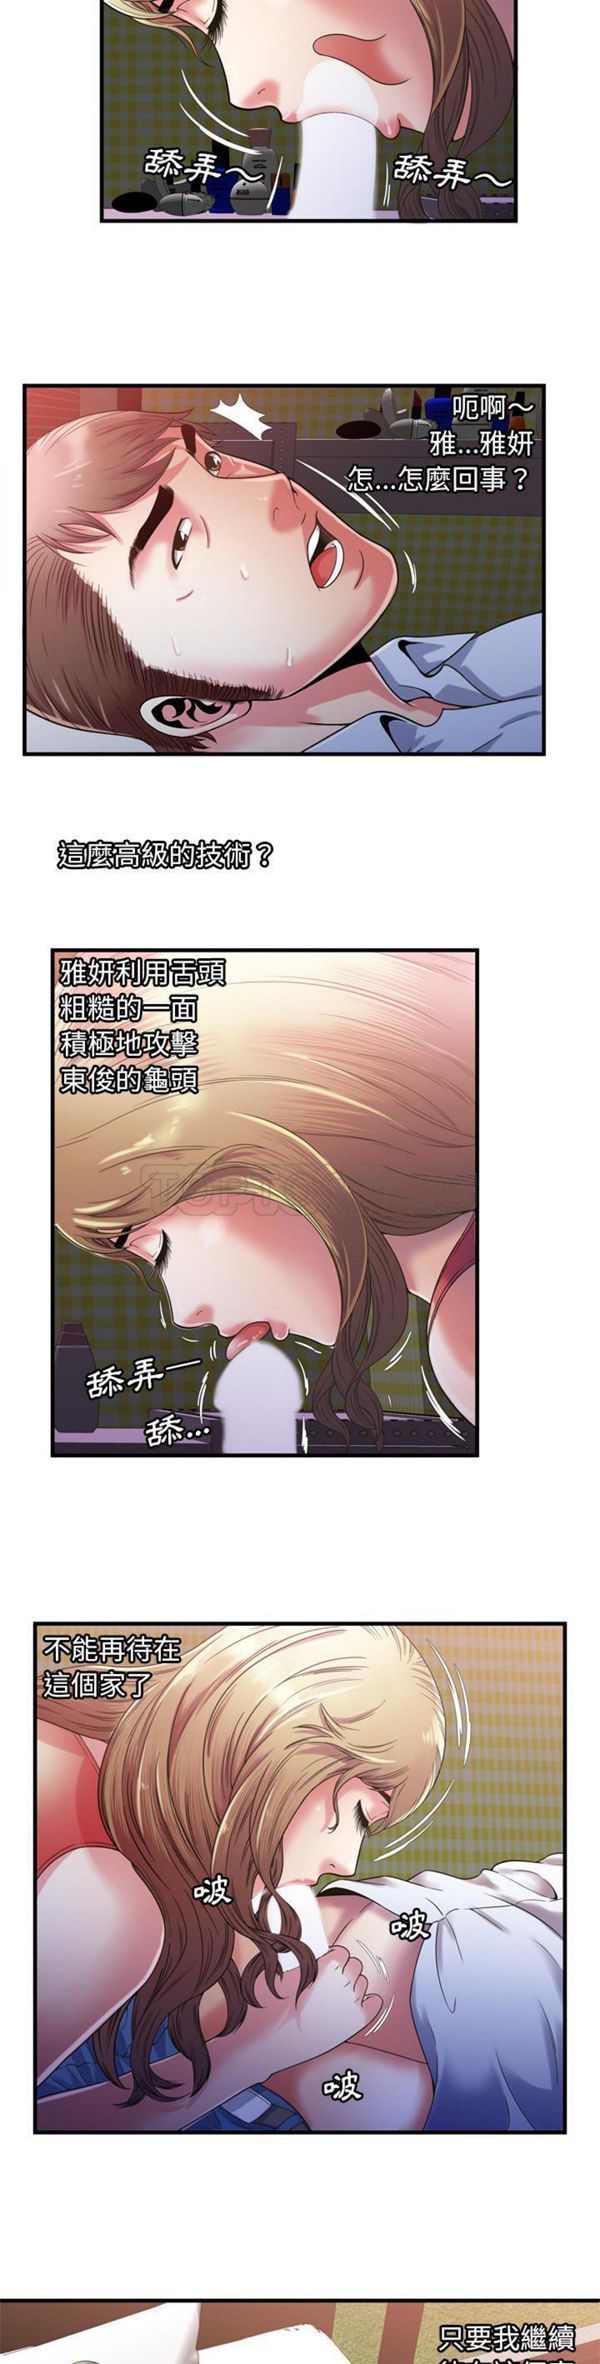 舔弄～
舔弄～
BOSS
呃啊～
雅...雅妍
怎...怎麼回事？
這麼高級的技術？
雅妍利用舌頭
粗糙的一面
積極地攻擊
東俊的龜頭
舔弄—
舔...
不能再待在
這個家了
啵
啵
啵
只要我繼續